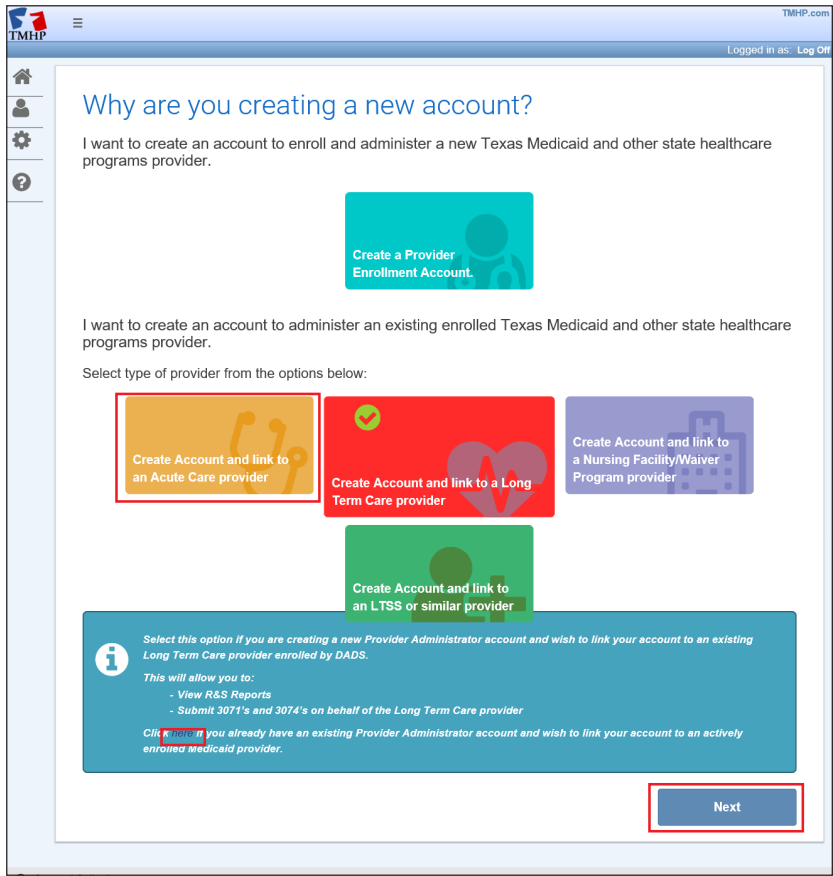 TMHP.com
TMHP
Logged in as: Log Off
Why are you creating a new account?
I want to create an account to enroll and administer a new Texas Medicaid and other state healthcare
programs provider.
Create a Provider
Enrollment Account.
I want to create an account to administer an existing enrolled Texas Medicaid and other state healthcare
programs provider.
Select type of provider from the options below:
Create Account and link to
an Acute Care provider
Create Account and link to a Long
Term Care provider
Create Account and link to
a Nursing Facility/Waiver
Program provider
Create Account and link to
an LTSS or similar provider
Select this option if you are creating a new Provider Administrator account and wish to link your account to an existing
Long Term Care provider enrolled by DADS.
This will allow you to:
- View R&S Reports
- Submit 3071's and 3074's on behalf of the Long Term Care provider
Click here if you already have an existing Provider Administrator account and wish to link your account to an actively
enrolled Medicaid provider.
Next